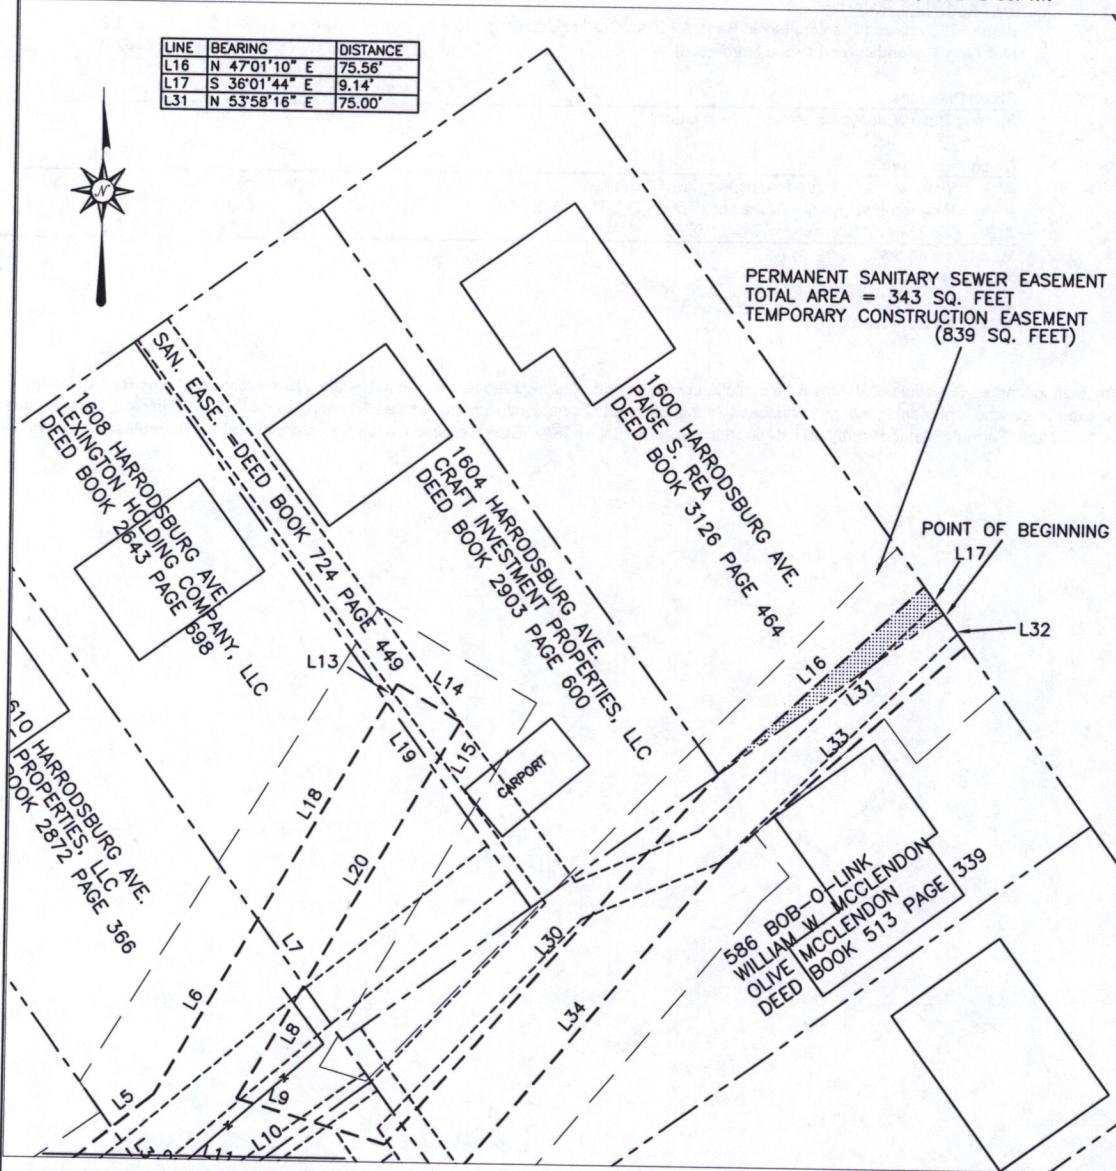 LINE BEARING DISTANCE
L16 N 47°01'10" E 75.56'
L17 S 36°01'44" E 9.14'
L31 N 53°58'16" E 75.00'
N
PERMANENT SANITARY SEWER EASEMENT
TOTAL AREA = 343 SQ. FEET
TEMPORARY CONSTRUCTION EASEMENT
(839 SQ. FEET)
SAN EASE - DEED BOOK 724 PAGE 449
1608 HARRODSBURG AVE.
LEXINGTON HOLDING COMPANY, LLC
DEED BOOK 2643 PAGE 698
1604 HARRODSBURG AVE.
CRAFT INVESTMENT PROPERTIES, LLC
DEED BOOK 2903 PAGE 600
1600 HARRODSBURG AVE.
PAIGE S. REA
DEED BOOK 3126 PAGE 464
POINT OF BEGINNING
L17
L32
L16
L31
L33
L13
L14
L15
L19
CARPORT
L18
L20
610 HARRODSBURG AVE
PROPERTIES, LLC
BOOK 2872 PAGE 366
L7
L6
L8
L30
L34
586 BOB-O-LINK
WILLIAM W. MCCLENDON
OLIVE MCCLENDON
DEED BOOK 513 PAGE 339
L5
L9
L10
L11